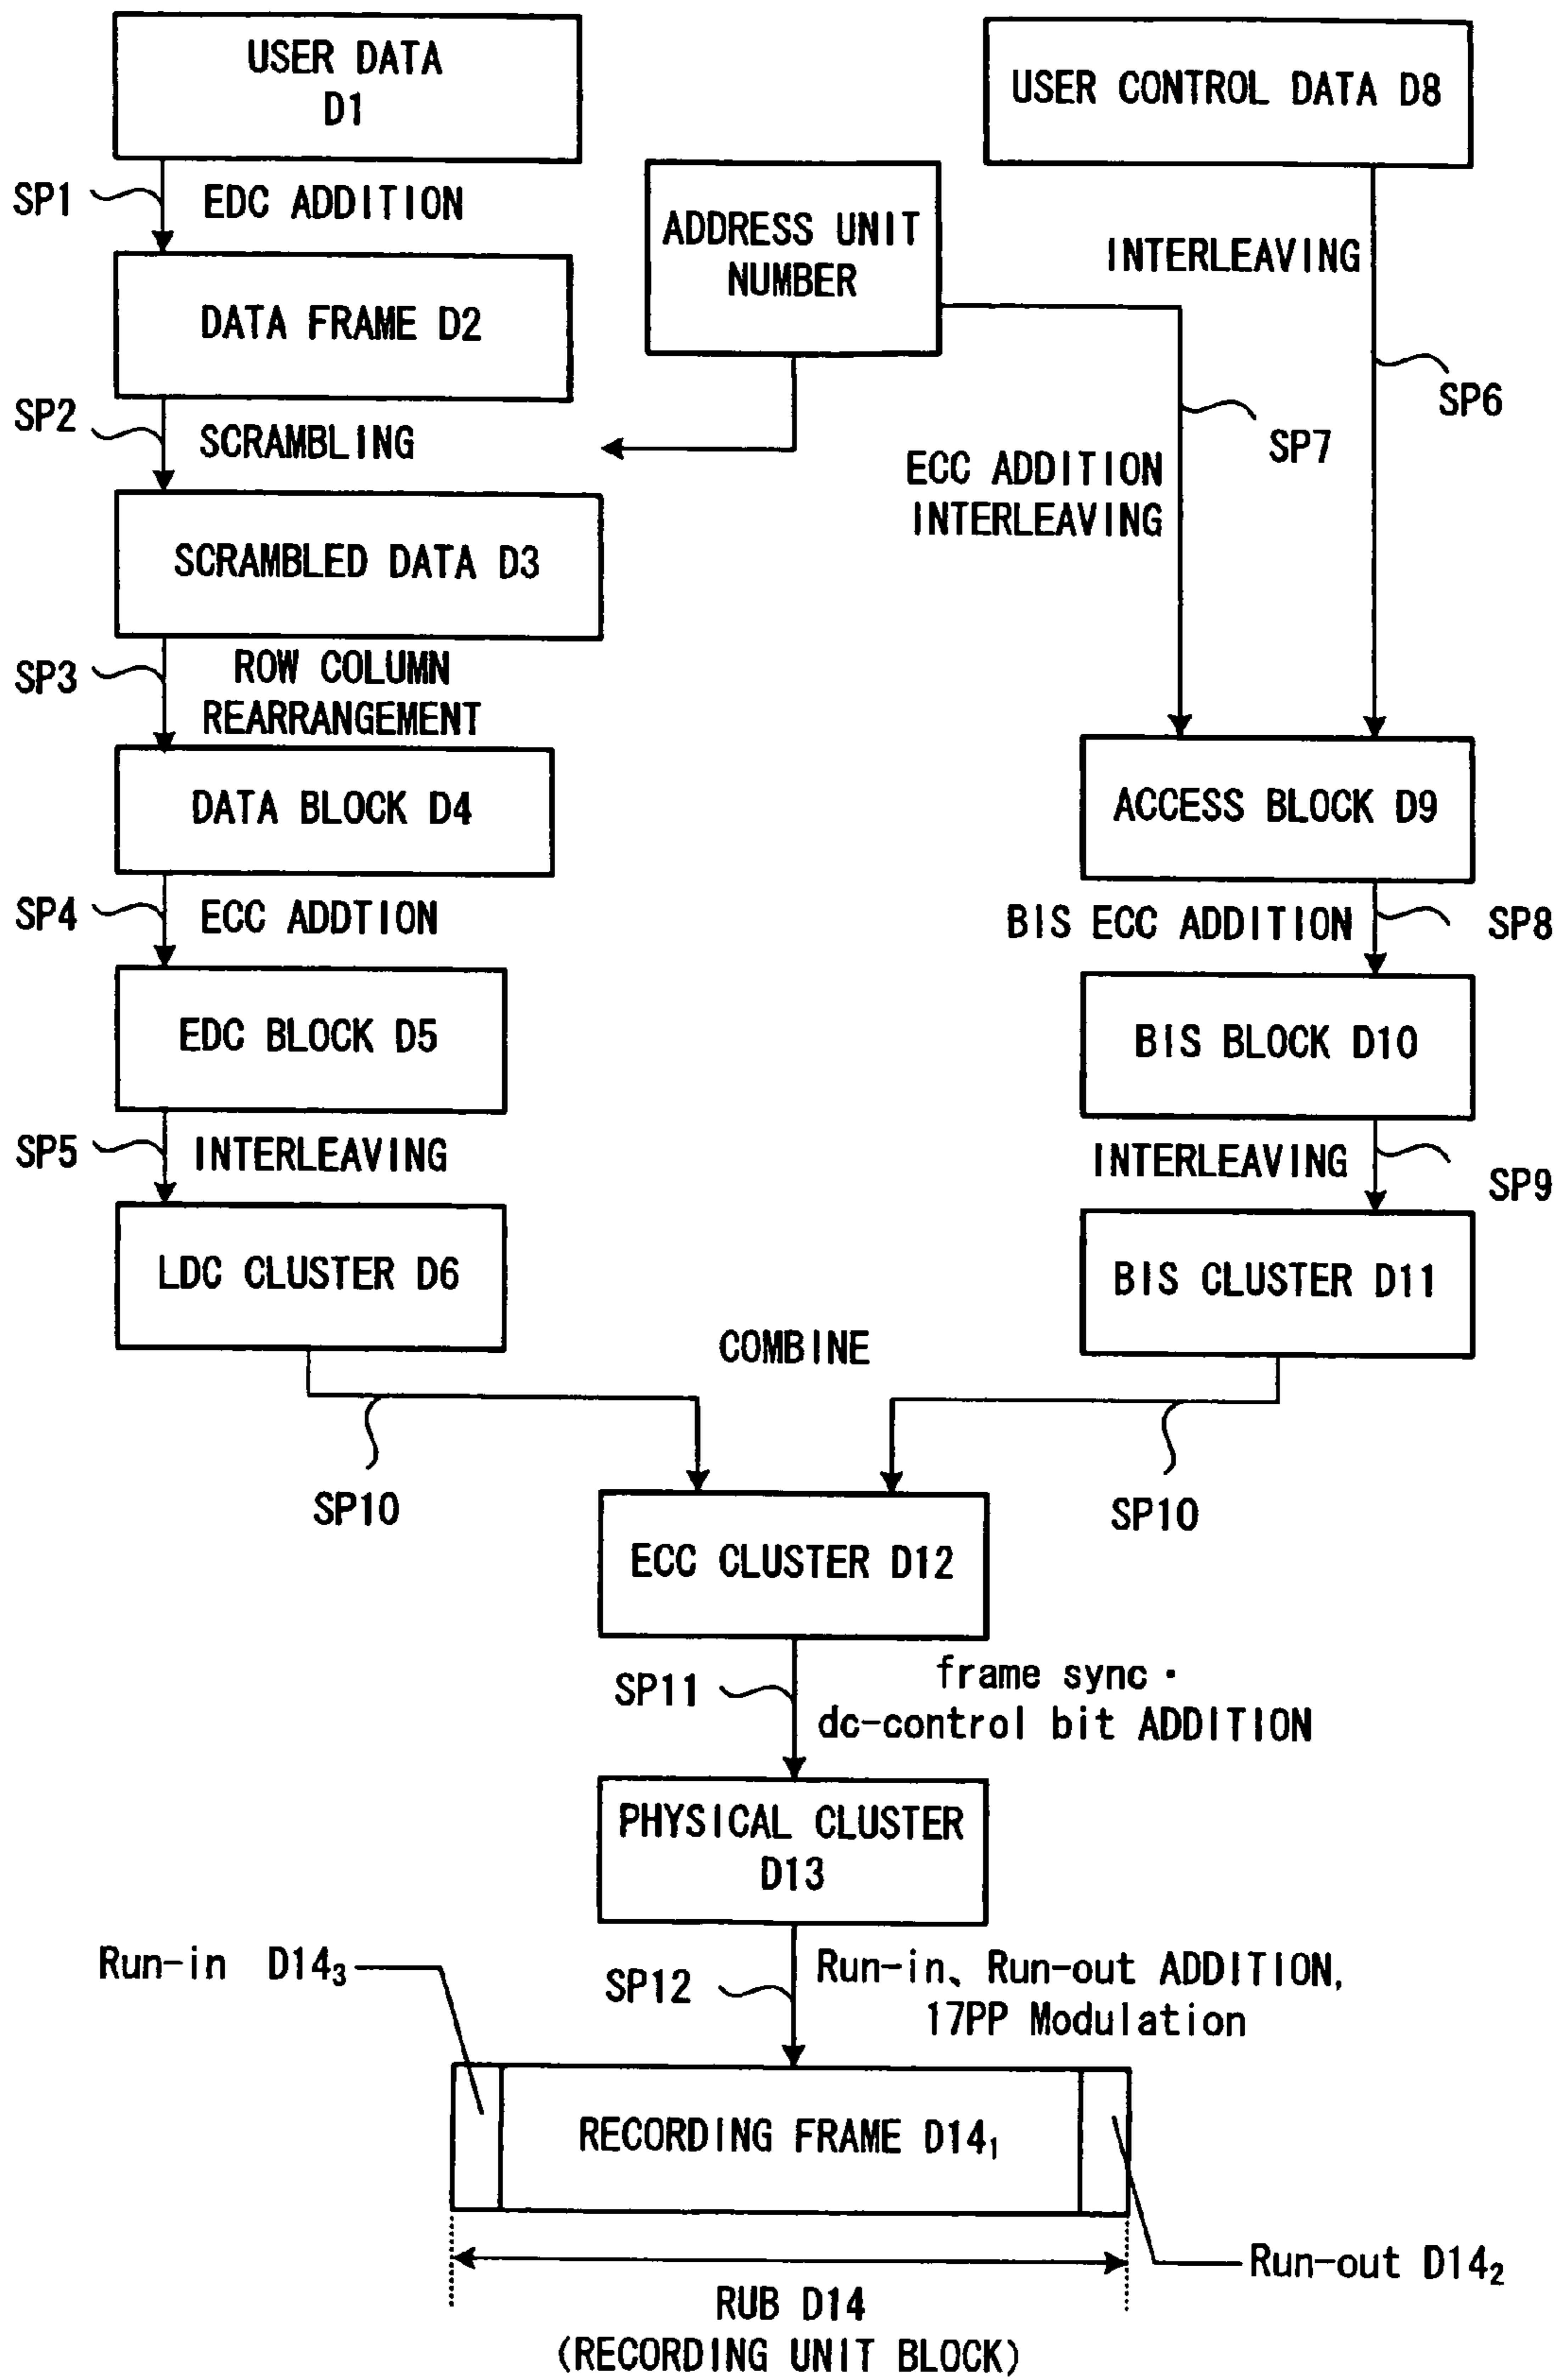 USER DATA
D1
USER CONTROL DATA D8
SP1
EDC ADDITION
ADDRESS UNIT
NUMBER
INTERLEAVING
DATA FRAME D2
SP6
SP2
SCRAMBLING
SP7
ECC ADDITION
INTERLEAVING
SCRAMBLED DATA D3
SP3
ROW COLUMN
REARRANGEMENT
DATA BLOCK D4
ACCESS BLOCK D9
SP4
ECC ADDTION
BIS ECC ADDITION
SP8
EDC BLOCK D5
BIS BLOCK D10
SP5
INTERLEAVING
INTERLEAVING
SP9
LDC CLUSTER D6
BIS CLUSTER D11
COMBINE
SP10
SP10
ECC CLUSTER D12
SP11
frame sync・
dc-control bit ADDITION
PHYSICAL CLUSTER
D13
Run-in D14₃
SP12
Run-in、Run-out ADDITION,
17PP Modulation
RECORDING FRAME D14₁
Run-out D14₂
RUB D14
(RECORDING UNIT BLOCK)